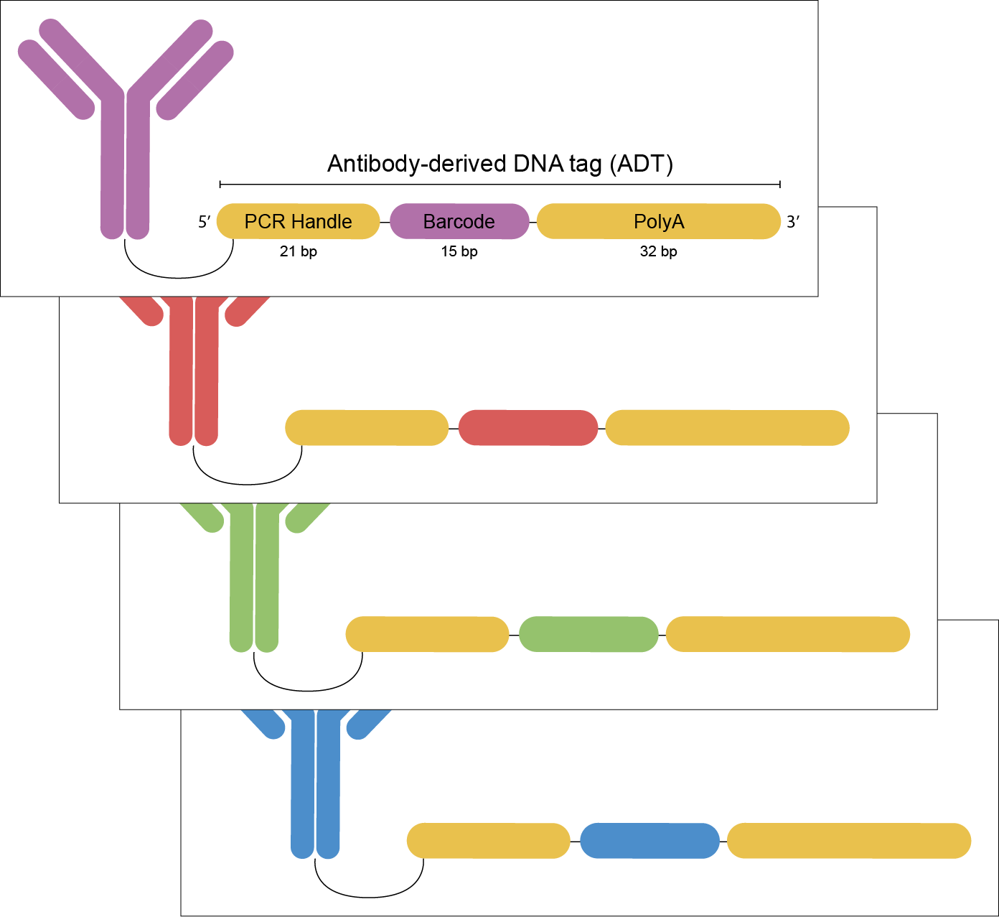 Antibody-derived DNA tag (ADT)
5’ PCR Handle Barcode PolyA 3’
21 bp 15 bp 32 bp